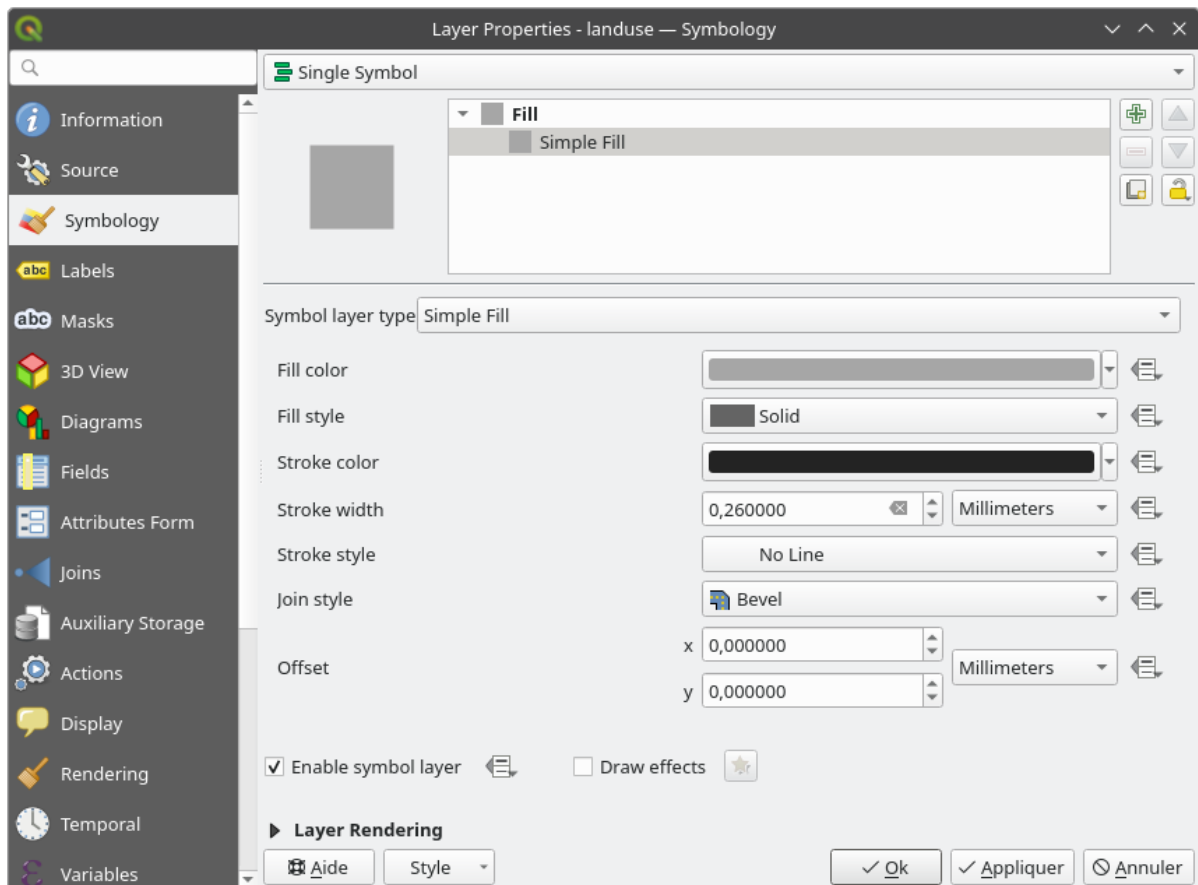 Layer Properties - landuse — Symbology
Single Symbol
Information
Source
Symbology
abc Labels
abc Masks
3D View
Diagrams
Fields
Attributes Form
Joins
Auxiliary Storage
Actions
Display
Rendering
Temporal
Variables
Fill
Simple Fill
Symbol layer type Simple Fill
Fill color
Fill style Solid
Stroke color
Stroke width 0,260000 Millimeters
Stroke style No Line
Join style Bevel
x 0,000000
Offset Millimeters
y 0,000000
Enable symbol layer Draw effects
Layer Rendering
Aide Style Ok Appliquer Annuler